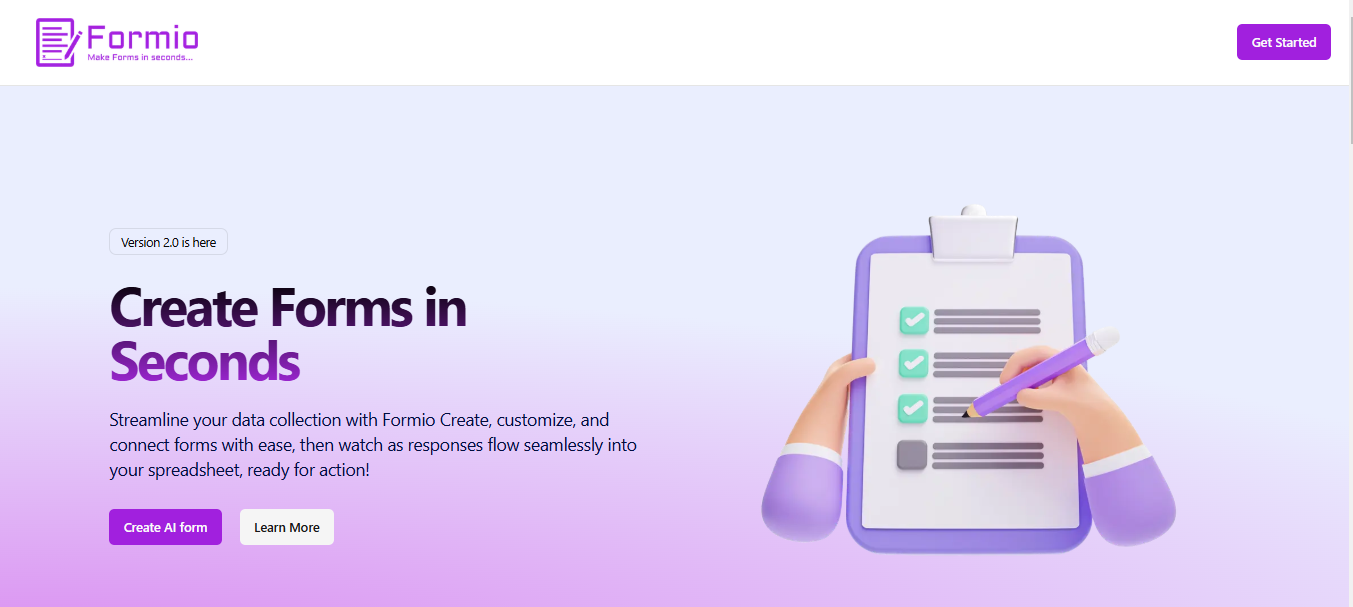 Formio
Make Forms in seconds...
Get Started
Version 2.0 is here
Create Forms in
Seconds
Streamline your data collection with Formio Create, customize, and
connect forms with ease, then watch as responses flow seamlessly into
your spreadsheet, ready for action!
Create AI form
Learn More